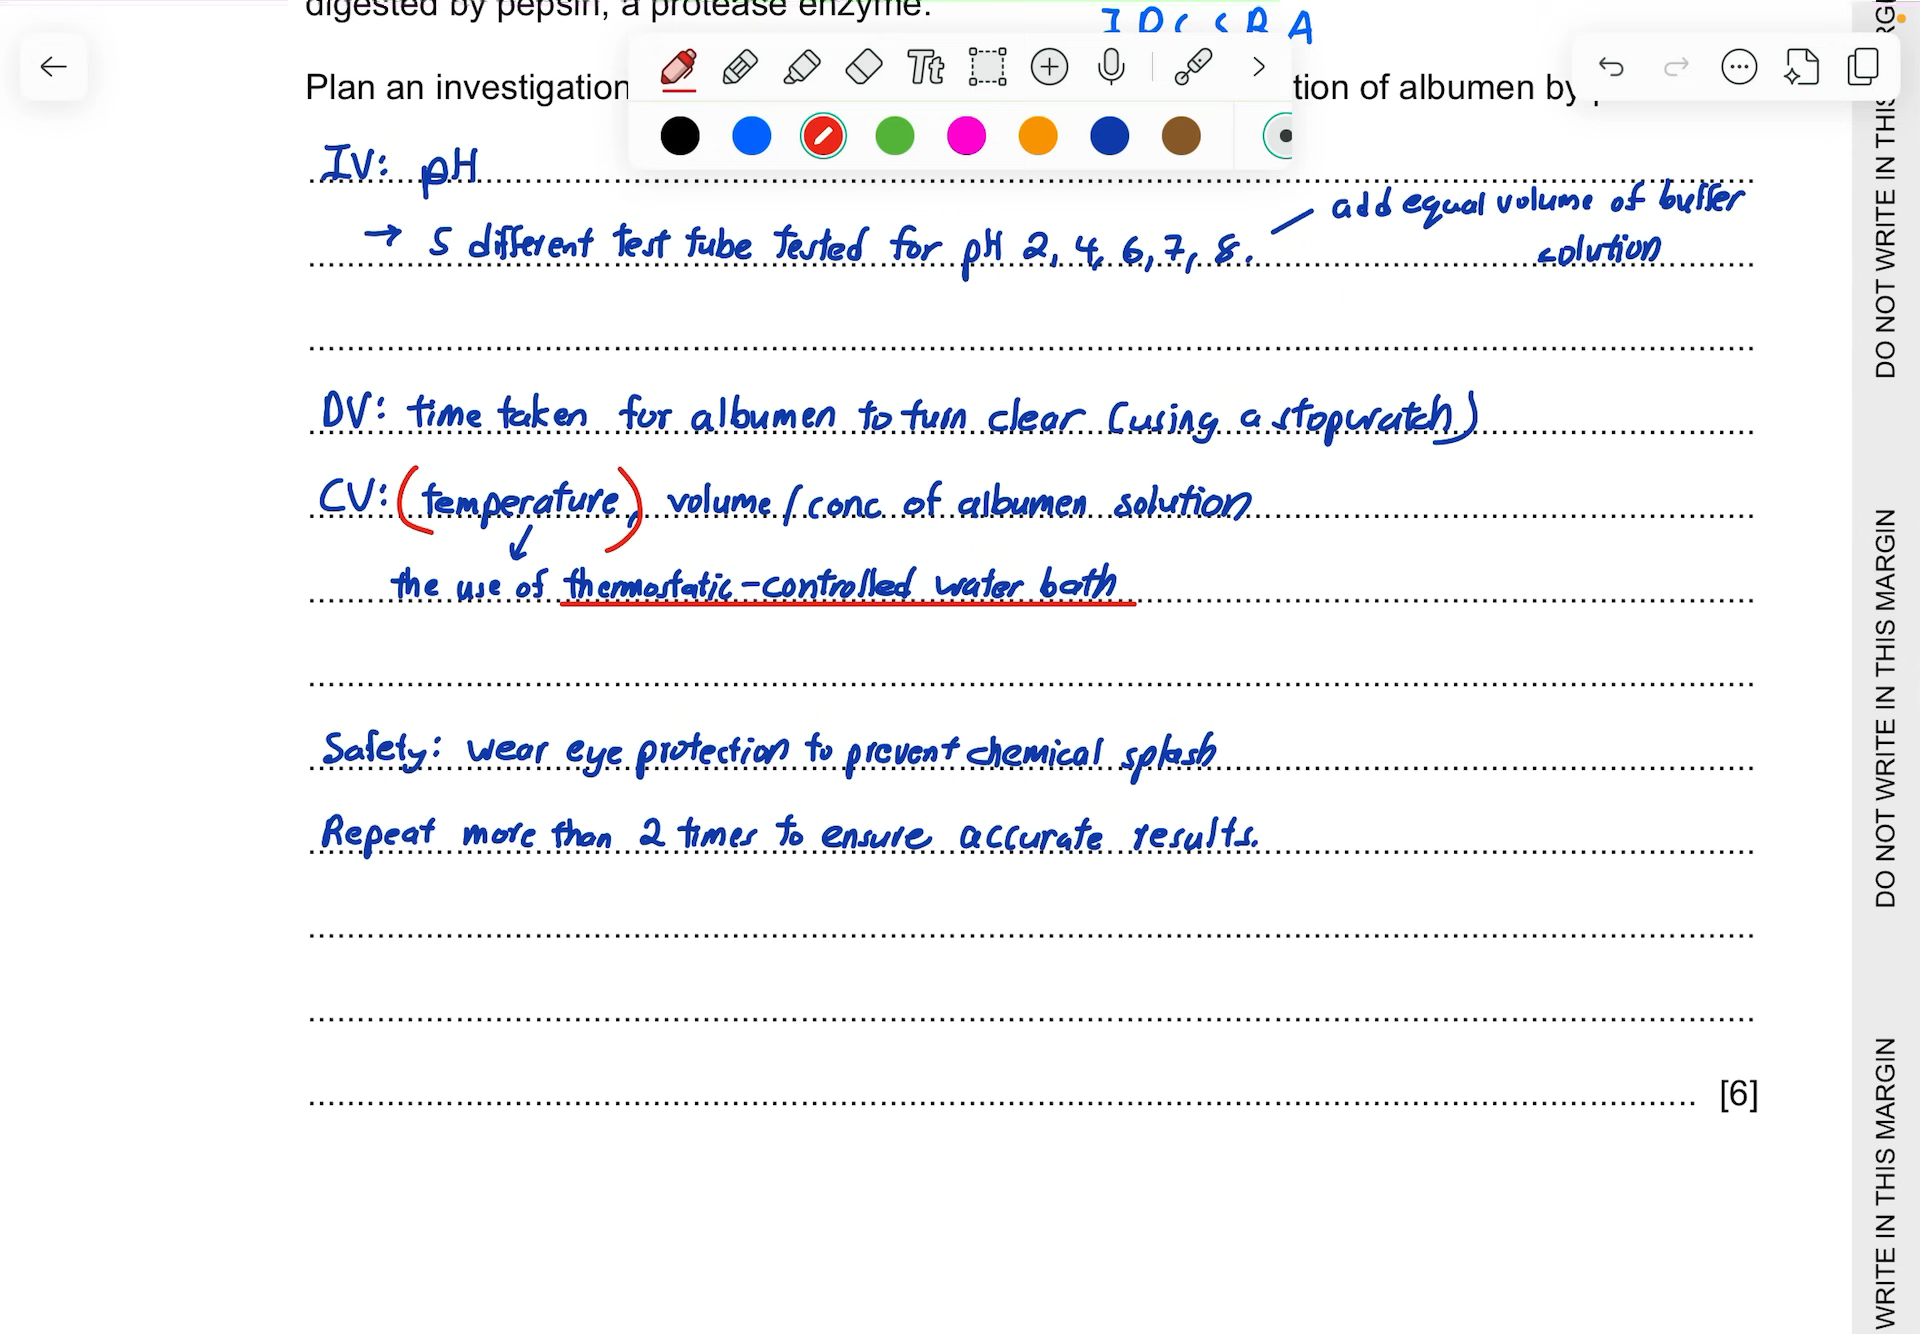 digested by pepsin, a protease enzyme.
I D C S R A
Plan an investigation tion of albumen by
IV: pH
add equal volume of buffer
→ 5 different test tube tested for pH 2, 4, 6, 7, 8.
solution
DV: time taken for albumen to turn clear (using a stopwatch)
CV: (temperature,) volume / conc of albumen solution
the use of thermostatic-controlled water bath
Safety: wear eye protection to prevent chemical splash
Repeat more than 2 times to ensure accurate results.
[6]
Tt
DO NOT WRITE IN THIS MARGIN
DO NOT WRITE IN THIS MARGIN
WRITE IN THIS MARGIN